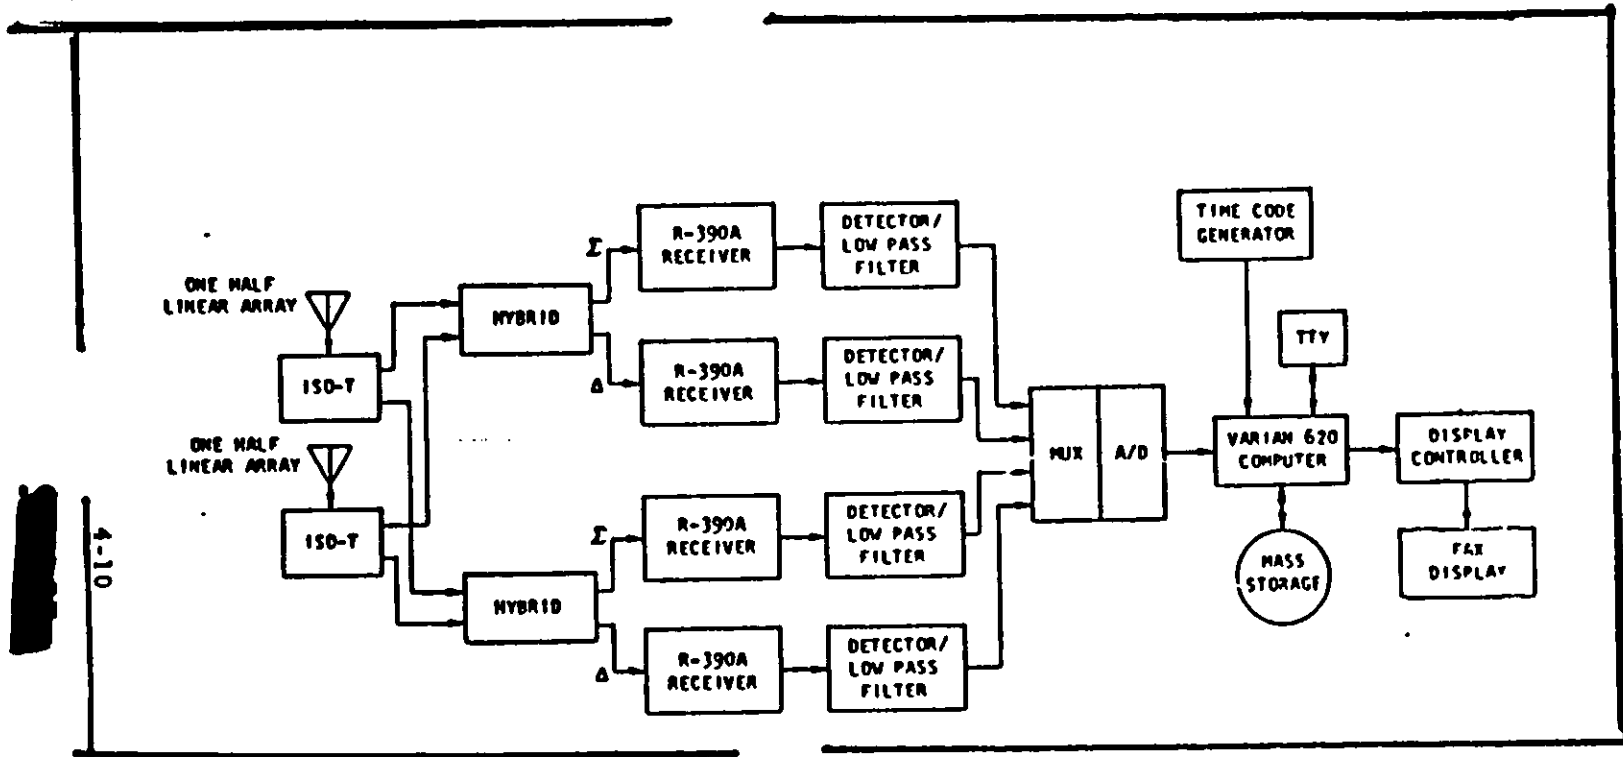 ONE HALF
LINEAR ARRAY
ISO-T
ONE HALF
LINEAR ARRAY
ISO-T
HYBRID
HYBRID
Σ
R-390A
RECEIVER
DETECTOR/
LOW PASS
FILTER
Δ
R-390A
RECEIVER
DETECTOR/
LOW PASS
FILTER
Σ
R-390A
RECEIVER
DETECTOR/
LOW PASS
FILTER
Δ
R-390A
RECEIVER
DETECTOR/
LOW PASS
FILTER
MUX
A/D
TIME CODE
GENERATOR
TTY
VARIAN 620
COMPUTER
MASS
STORAGE
DISPLAY
CONTROLLER
FAX
DISPLAY
4-10